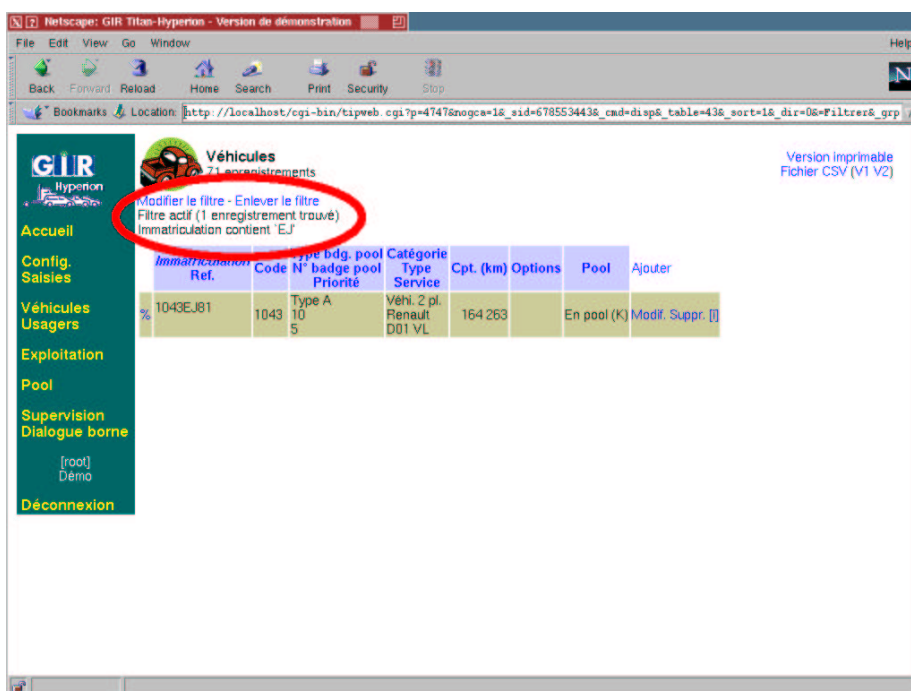 Netscape: GIR Titan-Hyperion - Version de démonstration
File Edit View Go Window Help
Back Forward Reload Home Search Print Security Stop
Bookmarks Location: http://localhost/cgi-bin/tipweb.cgi?p=4747&nogca=1&_sid=678553443&_cmd=disp&_table=43&_sort=1&_dir=0&=Filtrer&_grp
GIR
Hyperion
Accueil
Config.
Saisies
Véhicules
Usagers
Exploitation
Pool
Supervision
Dialogue borne
[root]
Démo
Déconnexion
Véhicules
71 enregistrements
Version imprimable
Fichier CSV (V1 V2)
Modifier le filtre - Enlever le filtre
Filtre actif (1 enregistrement trouvé)
Immatriculation contient 'EJ'
Immatriculation
Ref.
Code
Type bdg. pool
N° badge pool
Priorité
Catégorie
Type
Service
Cpt. (km)
Options
Pool
Ajouter
%
1043EJ81
1043
Type A
10
5
Véhi. 2 pl.
Renault
D01 VL
164 263
En pool (K)
Modif. Suppr. [i]